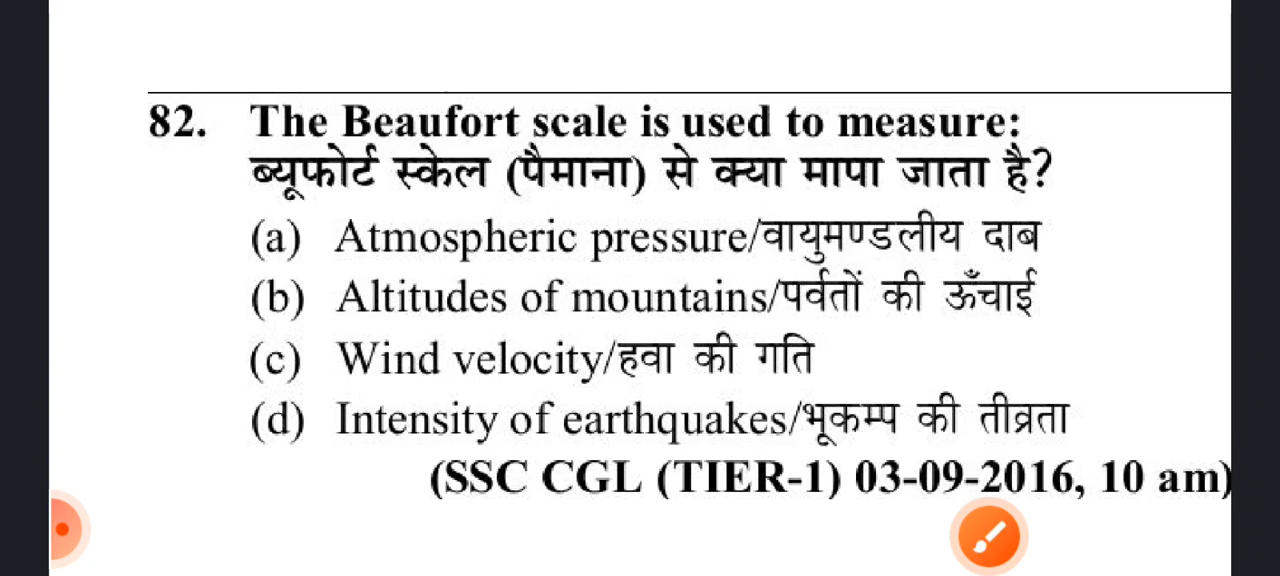 82. The Beaufort scale is used to measure:
ब्यूफोर्ट स्केल (पैमाना) से क्या मापा जाता है?
(a) Atmospheric pressure/वायुमण्डलीय दाब
(b) Altitudes of mountains/पर्वतों की ऊँचाई
(c) Wind velocity/हवा की गति
(d) Intensity of earthquakes/भूकम्प की तीव्रता
(SSC CGL (TIER-1) 03-09-2016, 10 am)